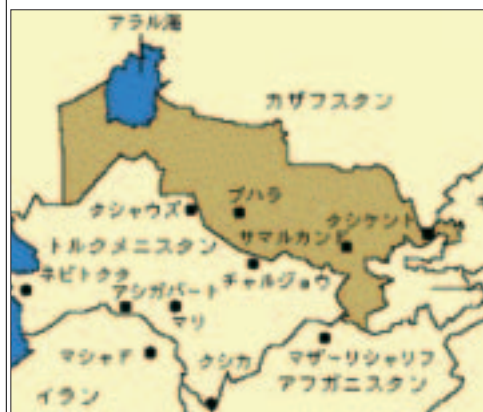 アラル海
カザフスタン
ブハラ
タシャウズ
タシケント
サマルカンド
トルクメニスタン
チャルジョウ
ネビトダグ
アシガバート
マリ
マシャド
クシカ
マザーリシャリフ
アフガニスタン
イラン